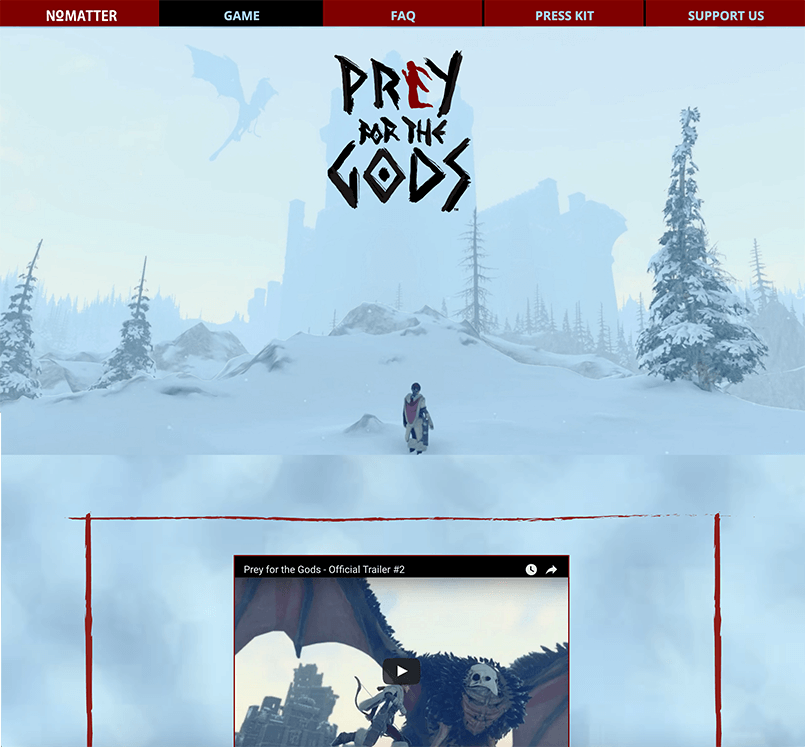 NOMATTER
GAME
FAQ
PRESS KIT
SUPPORT US
PREY
FOR THE
GODS
Prey for the Gods - Official Trailer #2